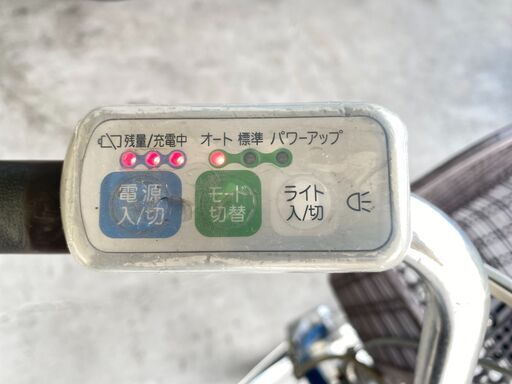 残量/充電中
オート 標準 パワーアップ
電源
入/切
モード
切替
ライト
入/切